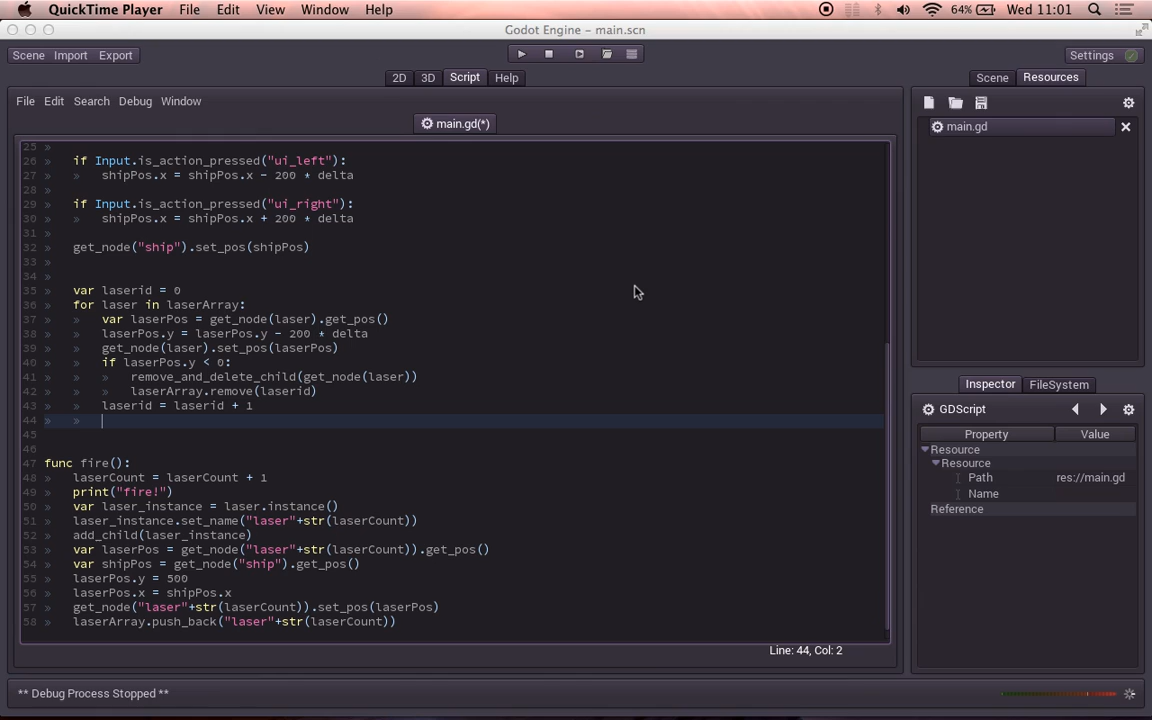 QuickTime Player File Edit View Window Help 64% Wed 11:01
Godot Engine - main.scn
Scene Import Export Settings
2D 3D Script Help Scene Resources
File Edit Search Debug Window
main.gd(*)
main.gd
25 »
26 » if Input.is_action_pressed("ui_left"):
27 » » shipPos.x = shipPos.x - 200 * delta
28 »
29 » if Input.is_action_pressed("ui_right"):
30 » » shipPos.x = shipPos.x + 200 * delta
31 »
32 » get_node("ship").set_pos(shipPos)
33 »
34 »
35 » var laserid = 0
36 » for laser in laserArray:
37 » » var laserPos = get_node(laser).get_pos()
38 » » laserPos.y = laserPos.y - 200 * delta
39 » » get_node(laser).set_pos(laserPos)
40 » » if laserPos.y < 0:
41 » » » remove_and_delete_child(get_node(laser))
42 » » » laserArray.remove(laserid)
43 » » laserid = laserid + 1
44 » »
45
46
47 func fire():
48 » laserCount = laserCount + 1
49 » print("fire!")
50 » var laser_instance = laser.instance()
51 » laser_instance.set_name("laser"+str(laserCount))
52 » add_child(laser_instance)
53 » var laserPos = get_node("laser"+str(laserCount)).get_pos()
54 » var shipPos = get_node("ship").get_pos()
55 » laserPos.y = 500
56 » laserPos.x = shipPos.x
57 » get_node("laser"+str(laserCount)).set_pos(laserPos)
58 » laserArray.push_back("laser"+str(laserCount))
Line: 44, Col: 2
Inspector FileSystem
GDScript
Property Value
Resource
Resource
Path res://main.gd
Name
Reference
** Debug Process Stopped **